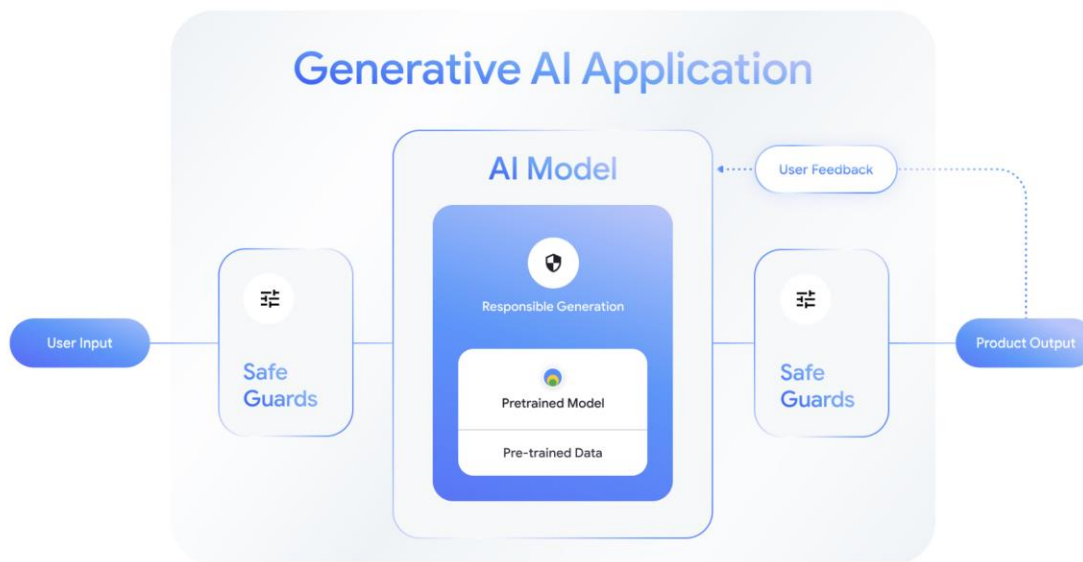 Generative AI Application
AI Model
User Feedback
Responsible Generation
User Input
Safe
Guards
Pretrained Model
Pre-trained Data
Safe
Guards
Product Output